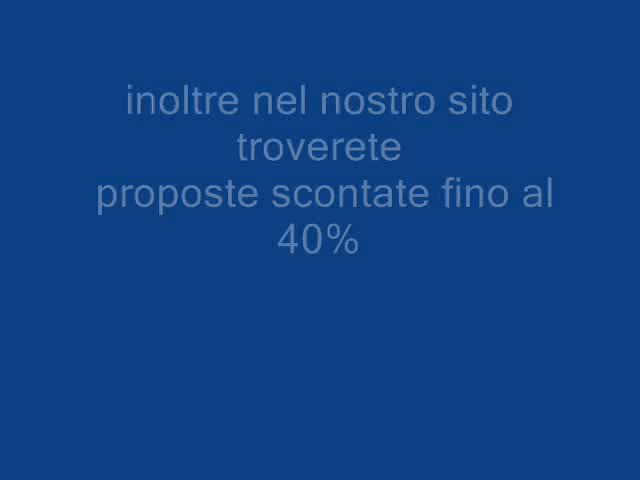 inoltre nel nostro sito
troverete
proposte scontate fino al
40%